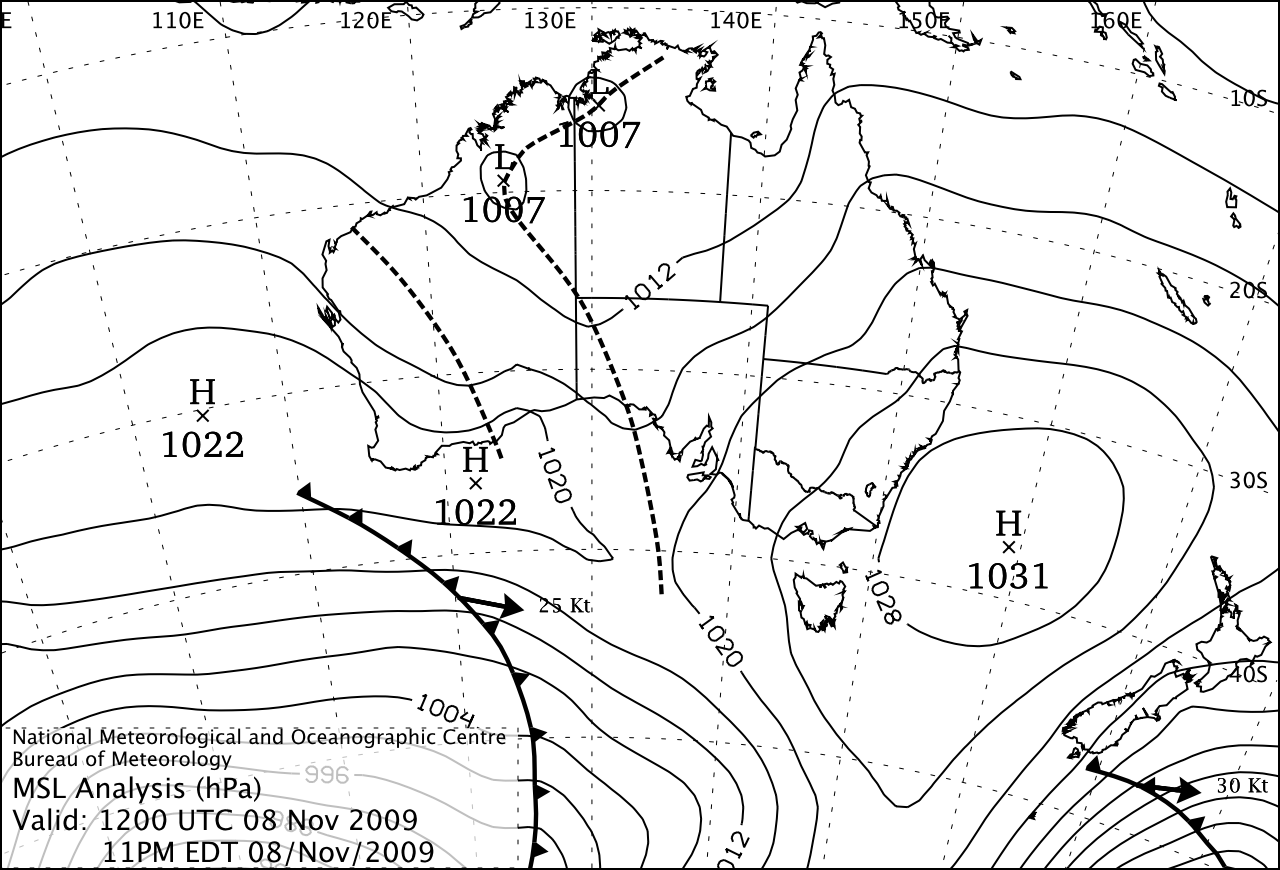 E
110E
120E
130E
140E
150E
160E
10S
L
1007
L
1007
1012
20S
H
1022
H
1022
1020
30S
H
1031
1028
25 Kt
1020
40S
1004
National Meteorological and Oceanographic Centre
Bureau of Meteorology
996
MSL Analysis (hPa)
30 Kt
Valid: 1200 UTC 08 Nov 2009
11PM EDT 08/Nov/2009
1012